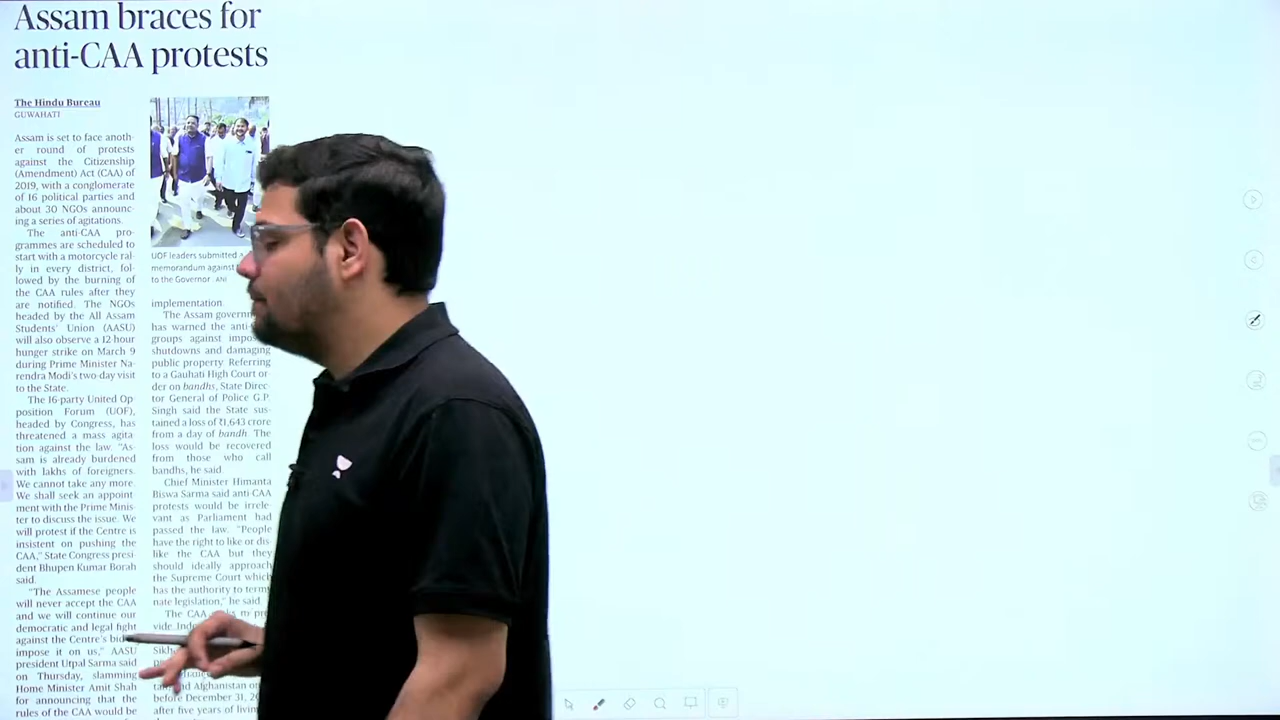 Assam braces for
anti-CAA protests
The Hindu Bureau
GUWAHATI
Assam is set to face anoth-
er round of protests
against the Citizenship
(Amendment) Act (CAA) of
2019, with a conglomerate
of 16 political parties and
about 30 NGOs announc-
ing a series of agitations.
The anti-CAA pro-
grammes are scheduled to
start with a motorcycle ral-
ly in every district, fol-
lowed by the burning of
the CAA rules after they
are notified. The NGOs
headed by the All Assam
Students' Union (AASU)
will also observe a 12 hour
hunger strike on March 9
during Prime Minister Na-
rendra Modi's two-day visit
to the State.
The 16-party United Op-
position Forum (UOF),
headed by Congress, has
threatened a mass agita-
tion against the law. "As-
sam is already burdened
with lakhs of foreigners.
We cannot take any more.
We shall seek an appoint
ment with the Prime Minis-
ter to discuss the issue. We
will protest if the Centre is
insistent on pushing the
CAA," State Congress presi-
dent Bhupen Kumar Borah
said.
"The Assamese people
will never accept the CAA
and we will continue our
democratic and legal fight
against the Centre's
impose it on us," AASU
president Utpal Sarma said
on Thursday, slamming
Home Minister Amit Shah
for announcing that the
rules of the CAA would be
UOF leaders submitted
memorandum against
to the Governor. ANI
implementation.
The Assam
has warned the
groups against
shutdowns and damaging
public property Referring
to a Gauhati High Court or-
der on bandhs, State Direc-
tor General of Police G.P.
Singh said the State sus-
tained a loss of ₹1,643 crore
from a day of bandh. The
loss would be recovered
from those who call
bandhs, he said.
Chief Minister Himanta
Biswa Sarma said anti CAA
protests would be irrele-
vant as Parliament had
passed the law. "People
have the right to like or dis-
like the CAA but they
should ideally approach
the Supreme Court which
has the authority to termi
nate legislation," he said
The CAA to pro
vide
Afghanistan
before December 31,
after five years of